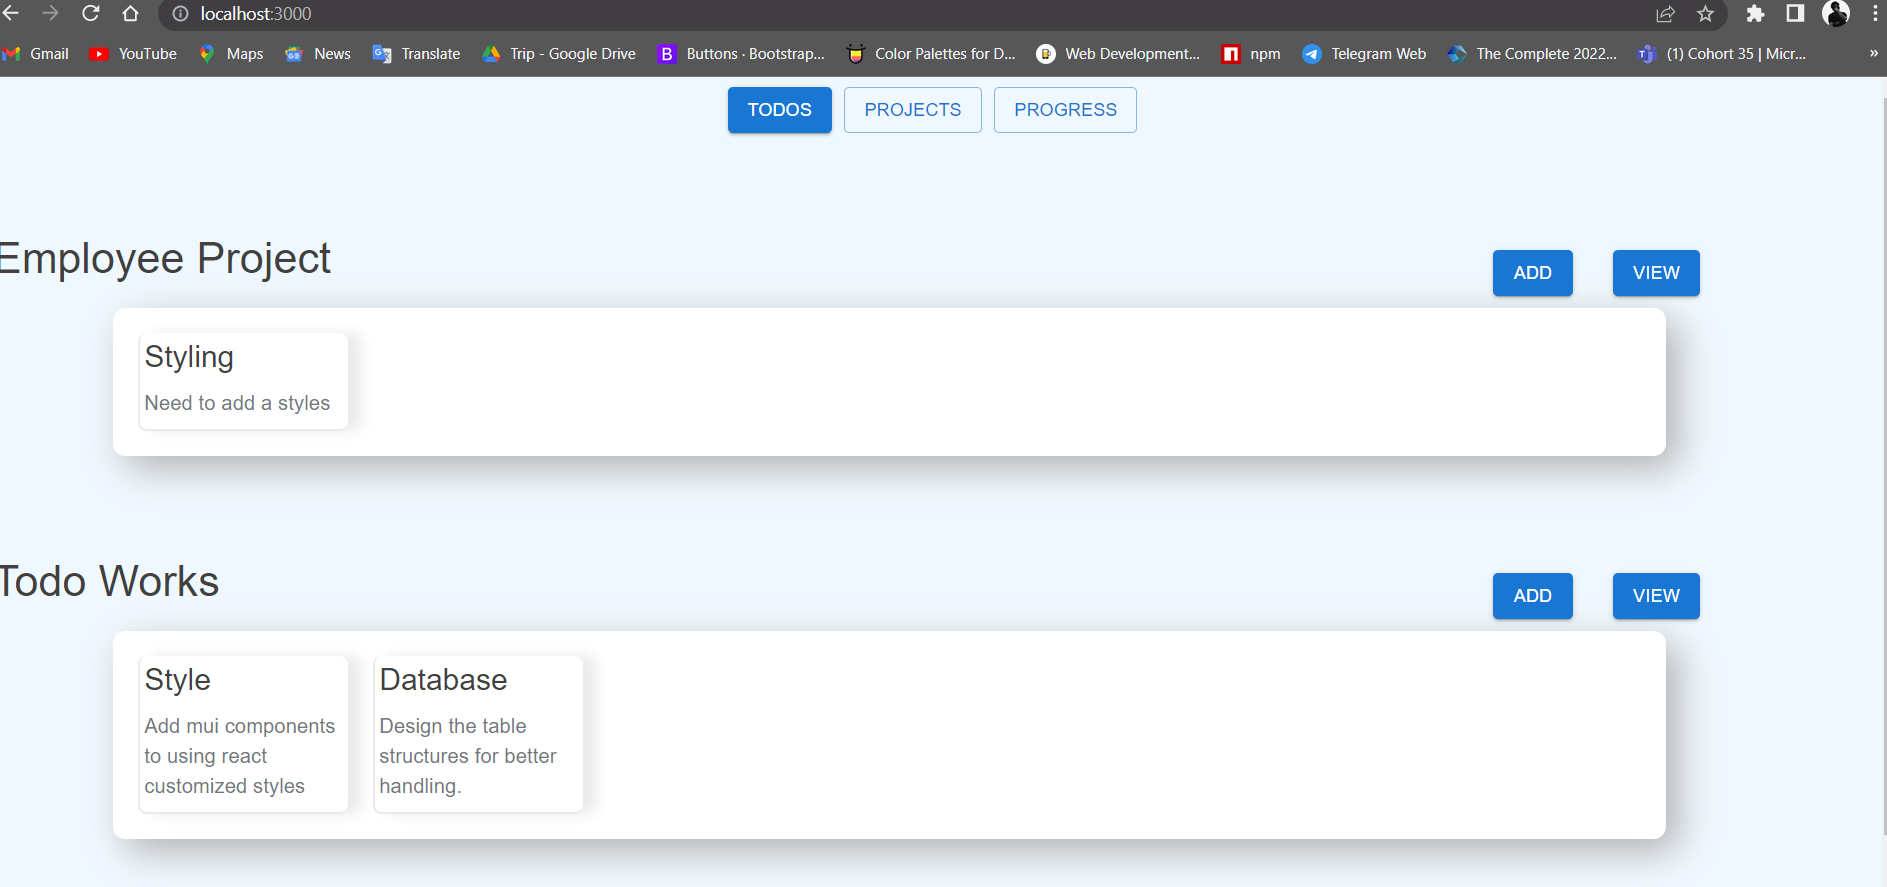 localhost:3000
Gmail YouTube Maps News Translate Trip - Google Drive Buttons · Bootstrap... Color Palettes for D... Web Development... npm Telegram Web The Complete 2022... (1) Cohort 35 | Micr... »
TODOS PROJECTS PROGRESS
Employee Project
ADD VIEW
Styling
Need to add a styles
Todo Works
ADD VIEW
Style
Add mui components
to using react
customized styles
Database
Design the table
structures for better
handling.